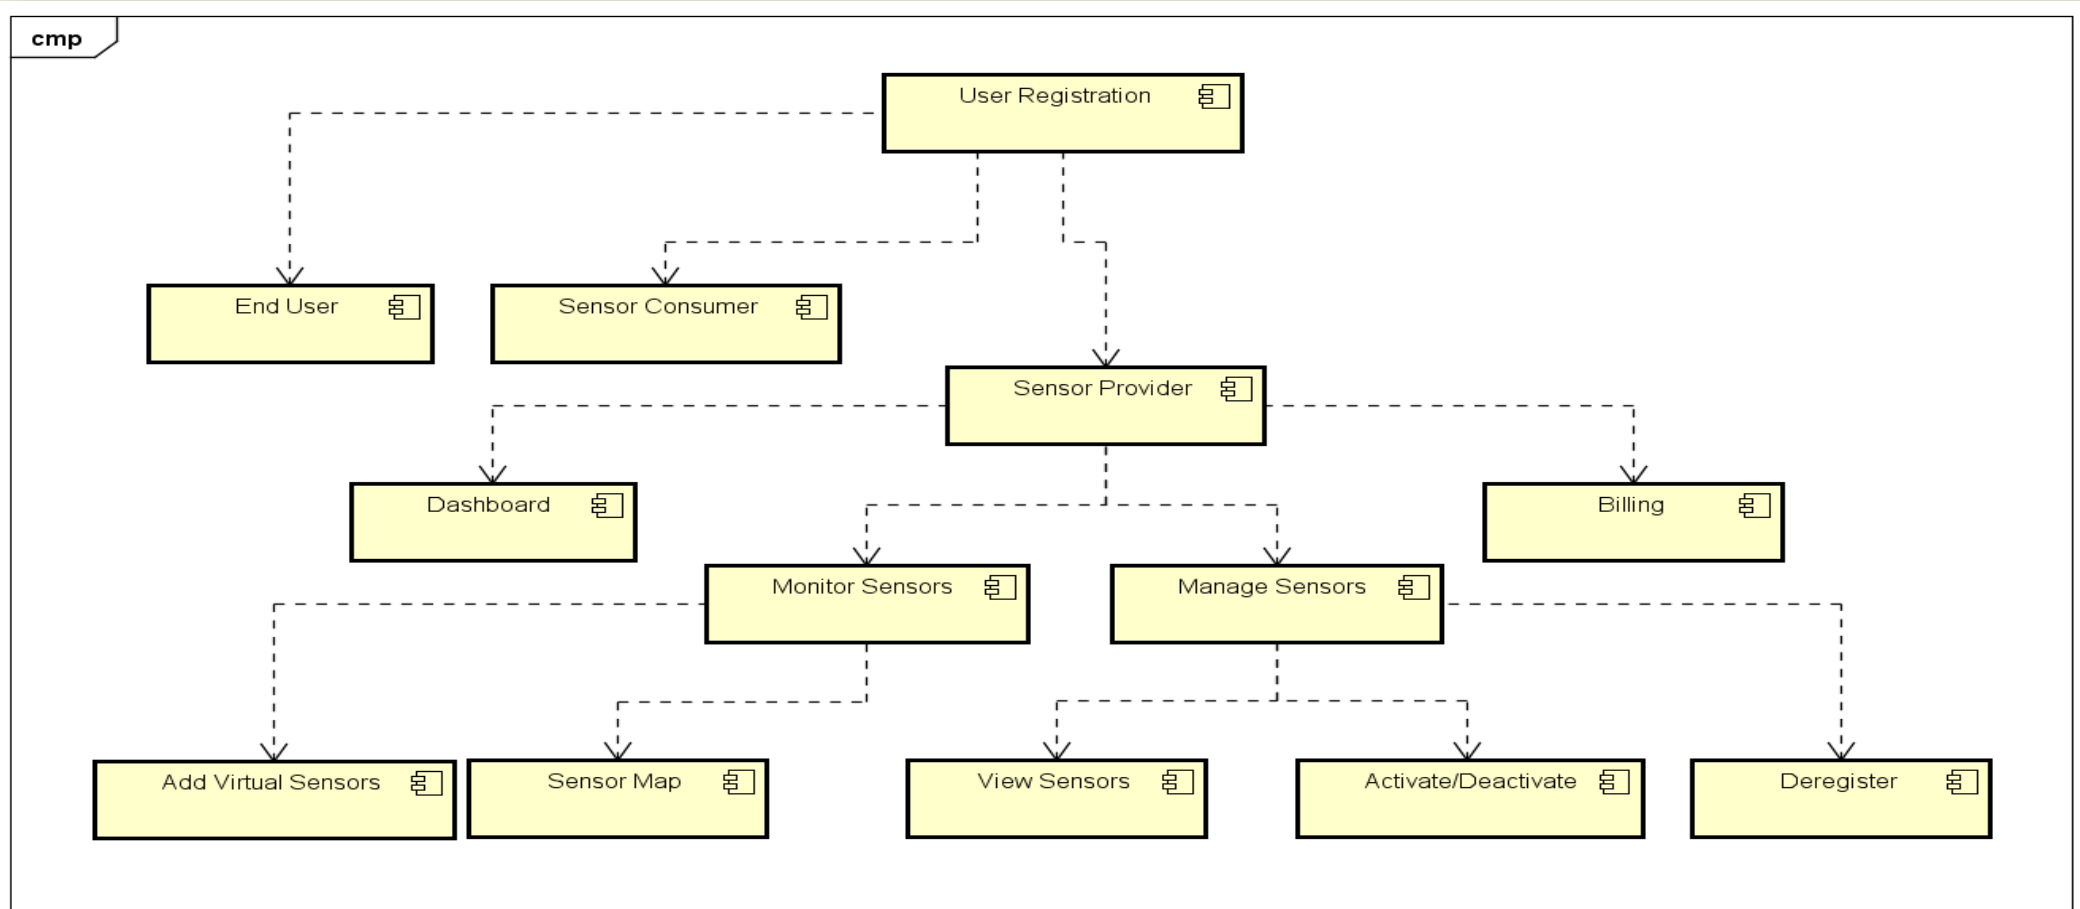 cmp
User Registration
End User
Sensor Consumer
Sensor Provider
Dashboard
Billing
Monitor Sensors
Manage Sensors
Add Virtual Sensors
Sensor Map
View Sensors
Activate/Deactivate
Deregister